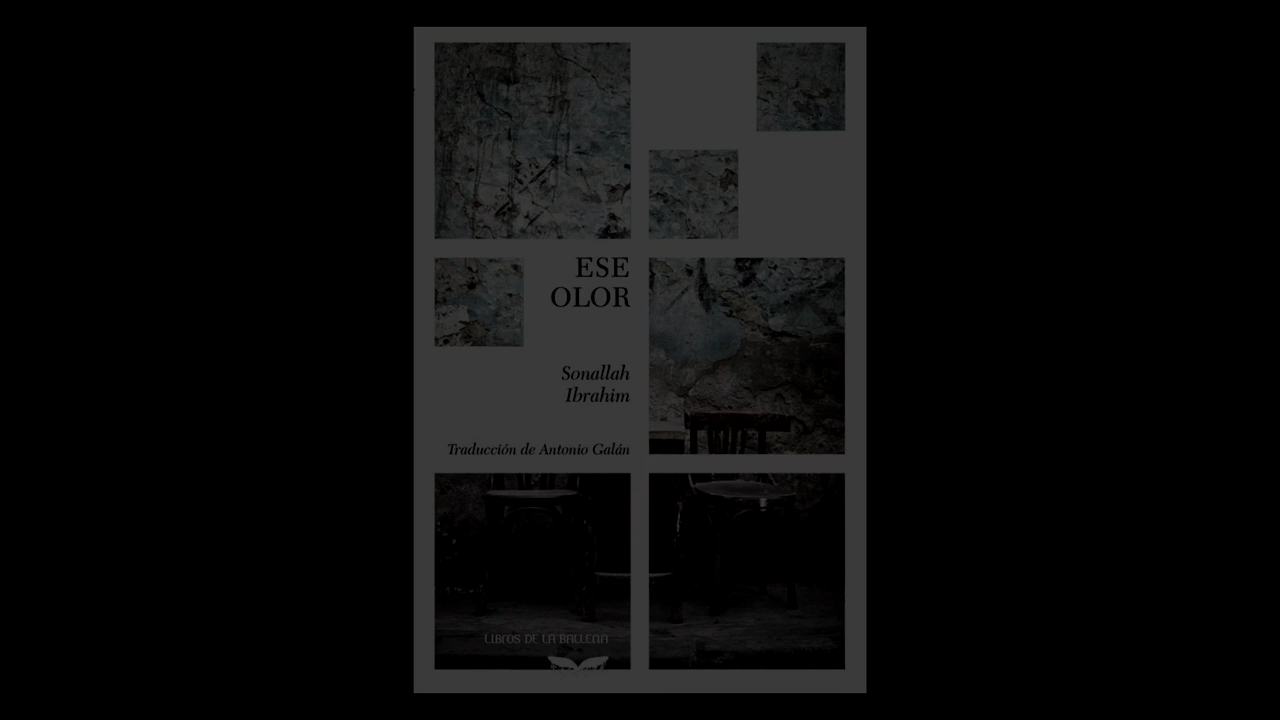 ESE
OLOR
Sonallah
Ibrahim
Traducción de Antonio Galán
LIBROS DE LA BALLENA